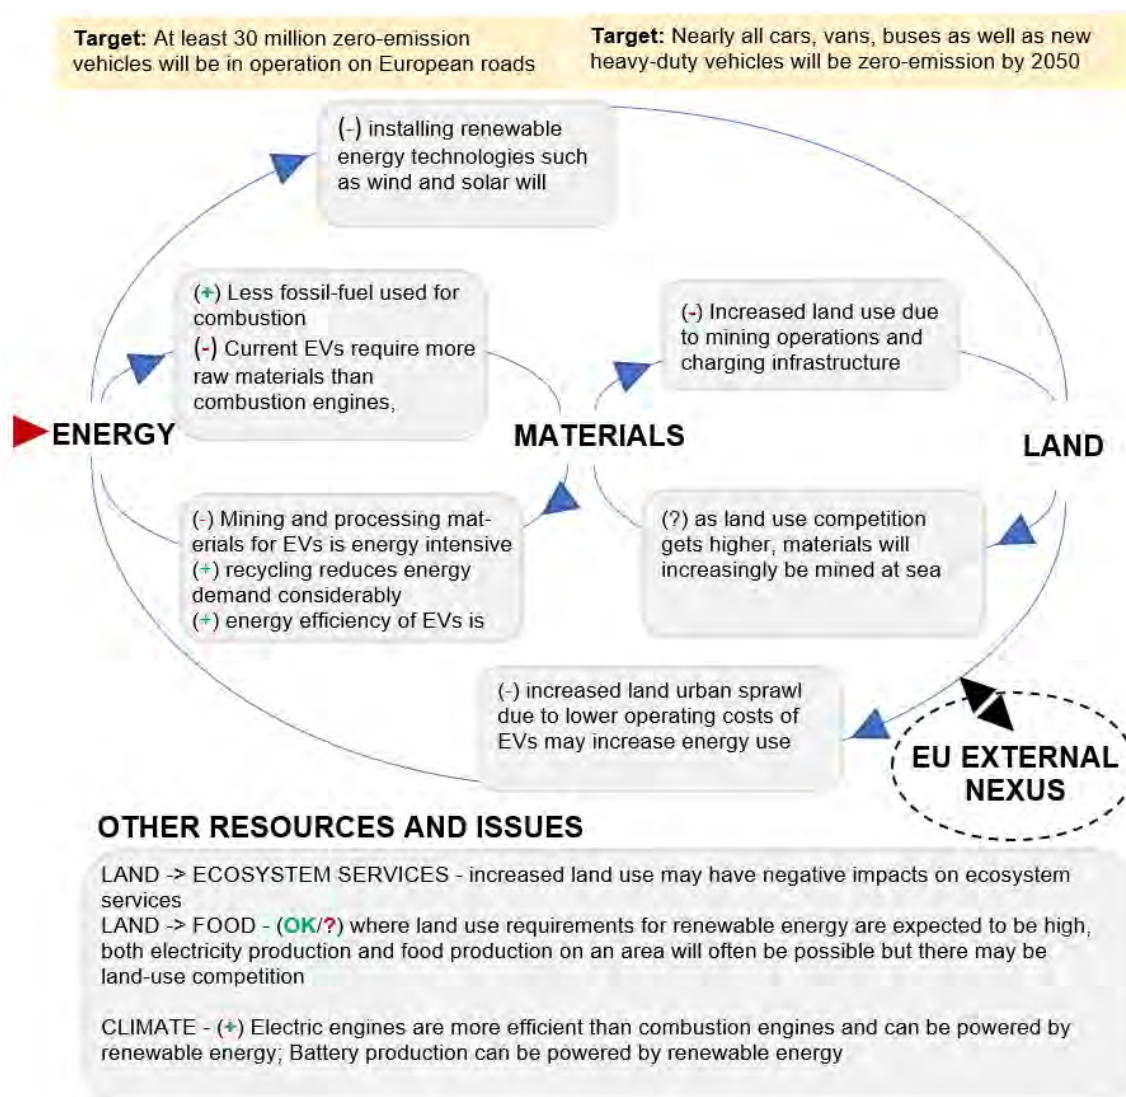 Target: At least 30 million zero-emission
vehicles will be in operation on European roads
Target: Nearly all cars, vans, buses as well as new
heavy-duty vehicles will be zero-emission by 2050
(-) installing renewable
energy technologies such
as wind and solar will
(+) Less fossil-fuel used for
combustion
(-) Current EVs require more
raw materials than
combustion engines,
(-) Increased land use due
to mining operations and
charging infrastructure
ENERGY
MATERIALS
LAND
(-) Mining and processing mat-
erials for EVs is energy intensive
(+) recycling reduces energy
demand considerably
(+) energy efficiency of EVs is
(?) as land use competition
gets higher, materials will
increasingly be mined at sea
(-) increased land urban sprawl
due to lower operating costs of
EVs may increase energy use
EU EXTERNAL
NEXUS
OTHER RESOURCES AND ISSUES
LAND -> ECOSYSTEM SERVICES - increased land use may have negative impacts on ecosystem
services
LAND -> FOOD - (OK/?) where land use requirements for renewable energy are expected to be high,
both electricity production and food production on an area will often be possible but there may be
land-use competition
CLIMATE - (+) Electric engines are more efficient than combustion engines and can be powered by
renewable energy; Battery production can be powered by renewable energy